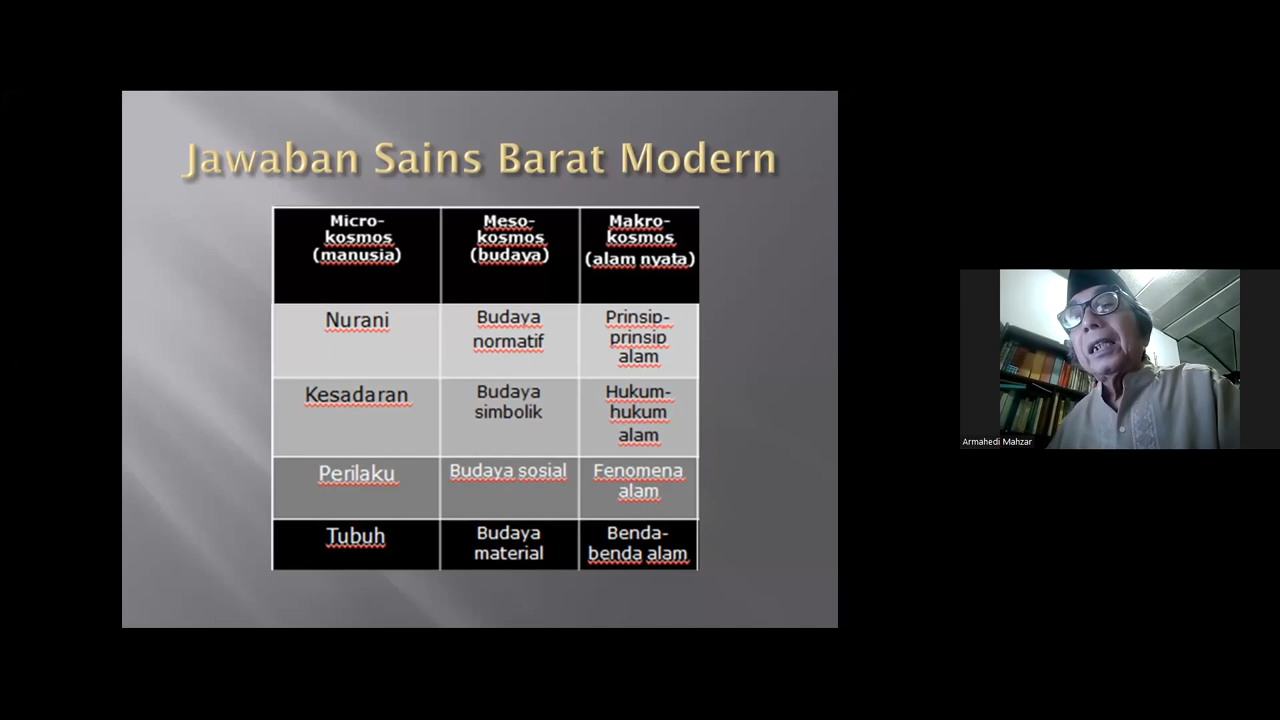 Jawaban Sains Barat Modern
Micro-
kosmos
(manusia)
Meso-
kosmos
(budaya)
Makro-
kosmos
(alam nyata)
Nurani
Budaya
normatif
Prinsip-
prinsip
alam
Kesadaran
Budaya
simbolik
Hukum-
hukum
alam
Perilaku
Budaya sosial
Fenomena
alam
Tubuh
Budaya
material
Benda-
benda alam
Armahedi Mahzar